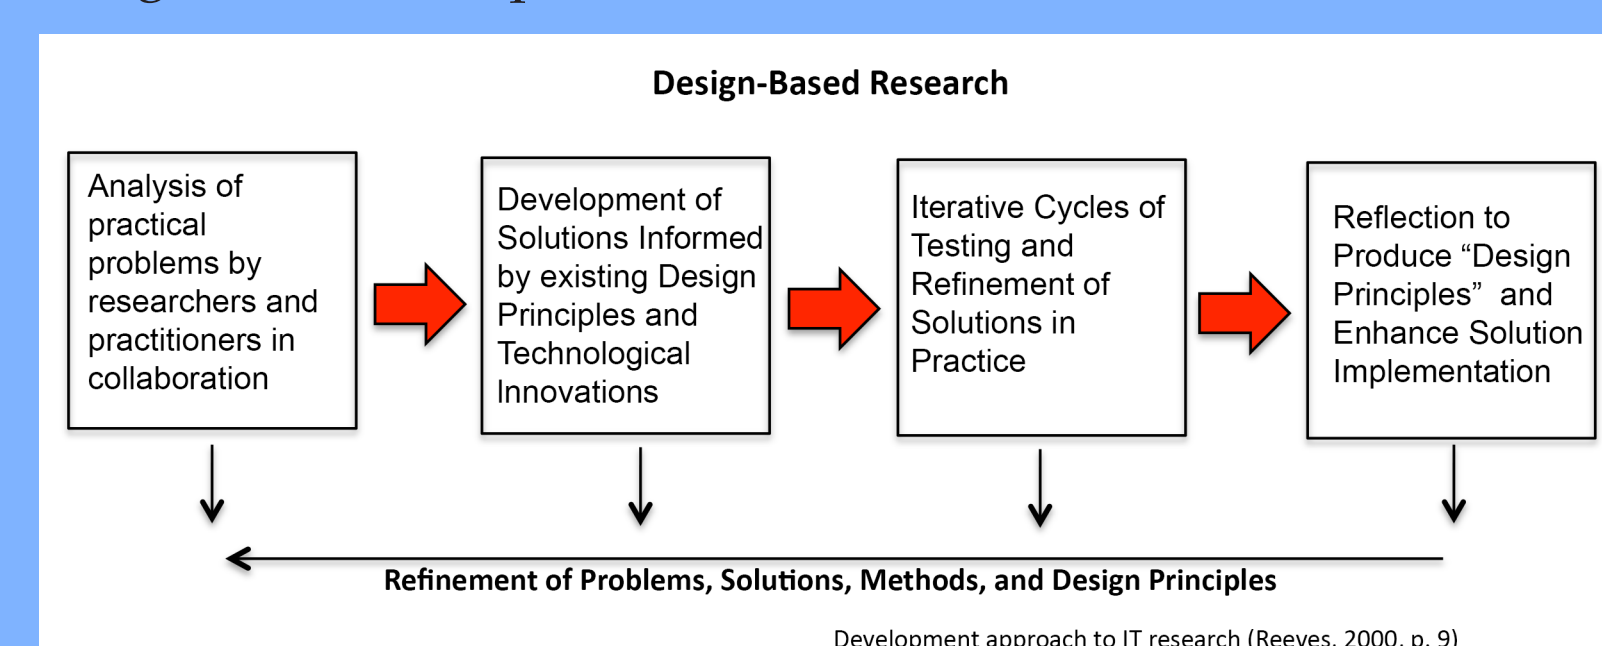 Design-Based Research
Analysis of
practical
problems by
researchers and
practitioners in
collaboration
Development of
Solutions Informed
by existing Design
Principles and
Technological
Innovations
Iterative Cycles of
Testing and
Refinement of
Solutions in
Practice
Reflection to
Produce “Design
Principles” and
Enhance Solution
Implementation
Refinement of Problems, Solutions, Methods, and Design Principles
Development approach to IT research (Reeves, 2000, p. 9)